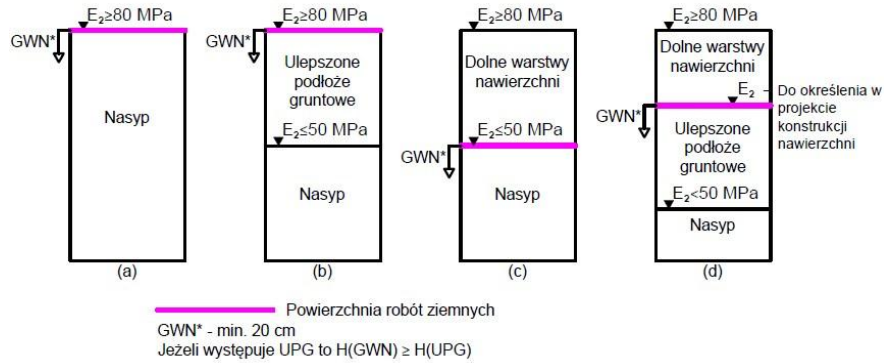 E₂≥80 MPa
GWN*
Nasyp
(a)
E₂≥80 MPa
GWN*
Ulepszone
podłoże
gruntowe
E₂≤50 MPa
Nasyp
(b)
E₂≥80 MPa
Dolne warstwy
nawierzchni
E₂≤50 MPa
GWN*
Nasyp
(c)
E₂≥80 MPa
Dolne warstwy
nawierzchni
E₂ - Do określenia w
projekcie
konstrukcji
nawierzchni
GWN*
Ulepszone
podłoże
gruntowe
E₂<50 MPa
Nasyp
(d)
Powierzchnia robót ziemnych
GWN* - min. 20 cm
Jeżeli występuje UPG to H(GWN) ≥ H(UPG)